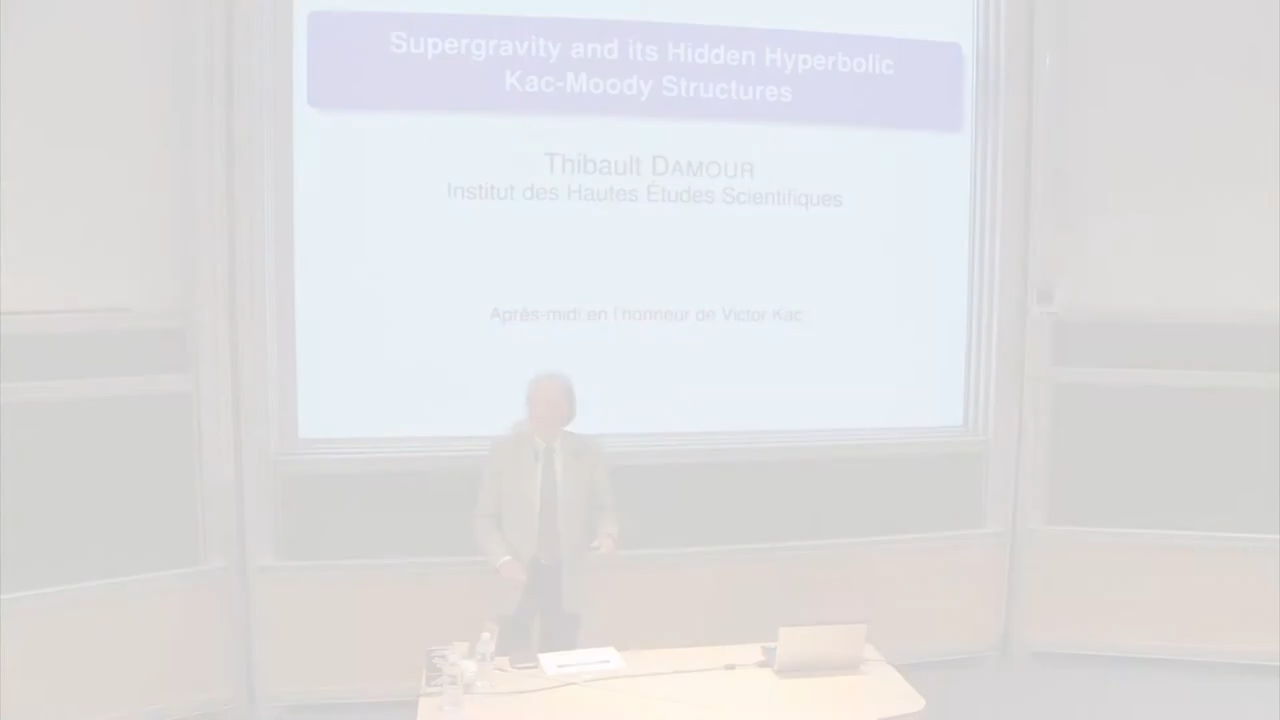 Supergravity and its Hidden Hyperbolic
Kac-Moody Structures
Thibault DAMOUR
Institut des Hautes Études Scientifiques
Après-midi en l'honneur de Victor Kac